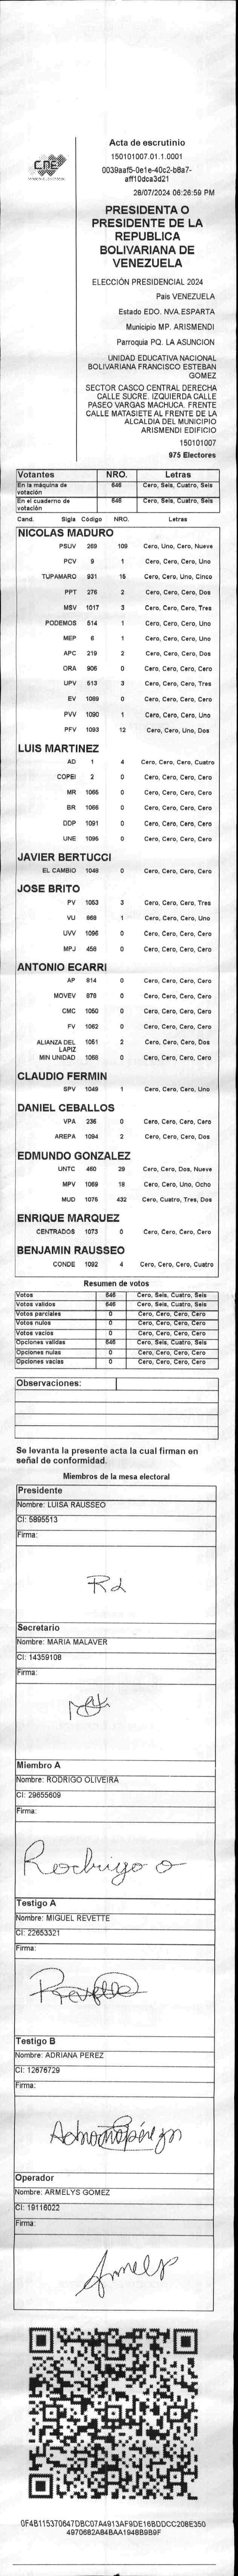 CNE
Acta de escrutinio
150101007.01.1.0001
0039aaf5-0e1e-40c2-b8a7-
aff10dca3d21
28/07/2024 06:26:59 PM
PRESIDENTA O
PRESIDENTE DE LA
REPUBLICA
BOLIVARIANA DE
VENEZUELA
ELECCIÓN PRESIDENCIAL 2024
Pais VENEZUELA
Estado EDO. NVA.ESPARTA
Municipio MP. ARISMENDI
Parroquia PQ. LA ASUNCION
UNIDAD EDUCATIVA NACIONAL
BOLIVARIANA FRANCISCO ESTEBAN
GOMEZ
SECTOR CASCO CENTRAL DERECHA
CALLE SUCRE. IZQUIERDA CALLE
PASEO VARGAS MACHUCA. FRENTE
CALLE MATASIETE AL FRENTE DE LA
ALCALDIA DEL MUNICIPIO
ARISMENDI EDIFICIO
150101007
975 Electores
Votantes NRO. Letras
En la máquina de votación 646 Cero, Seis, Cuatro, Seis
En el cuaderno de votación 646 Cero, Seis, Cuatro, Seis
Cand. Sigla Código NRO. Letras
NICOLAS MADURO
PSUV 269 109 Cero, Uno, Cero, Nueve
PCV 9 1 Cero, Cero, Cero, Uno
TUPAMARO 931 15 Cero, Cero, Uno, Cinco
PPT 276 2 Cero, Cero, Cero, Dos
MSV 1017 3 Cero, Cero, Cero, Tres
PODEMOS 514 1 Cero, Cero, Cero, Uno
MEP 6 1 Cero, Cero, Cero, Uno
APC 219 2 Cero, Cero, Cero, Dos
ORA 906 0 Cero, Cero, Cero, Cero
UPV 513 3 Cero, Cero, Cero, Tres
EV 1089 0 Cero, Cero, Cero, Cero
PVV 1090 1 Cero, Cero, Cero, Uno
PFV 1093 12 Cero, Cero, Uno, Dos
LUIS MARTINEZ
AD 1 4 Cero, Cero, Cero, Cuatro
COPEI 2 0 Cero, Cero, Cero, Cero
MR 1065 0 Cero, Cero, Cero, Cero
BR 1066 0 Cero, Cero, Cero, Cero
DDP 1091 0 Cero, Cero, Cero, Cero
UNE 1095 0 Cero, Cero, Cero, Cero
JAVIER BERTUCCI
EL CAMBIO 1048 0 Cero, Cero, Cero, Cero
JOSE BRITO
PV 1053 3 Cero, Cero, Cero, Tres
VU 868 1 Cero, Cero, Cero, Uno
UVV 1096 0 Cero, Cero, Cero, Cero
MPJ 458 0 Cero, Cero, Cero, Cero
ANTONIO ECARRI
AP 814 0 Cero, Cero, Cero, Cero
MOVEV 878 0 Cero, Cero, Cero, Cero
CMC 1050 0 Cero, Cero, Cero, Cero
FV 1062 0 Cero, Cero, Cero, Cero
ALIANZA DEL LAPIZ 1051 2 Cero, Cero, Cero, Dos
MIN UNIDAD 1068 0 Cero, Cero, Cero, Cero
CLAUDIO FERMIN
SPV 1049 1 Cero, Cero, Cero, Uno
DANIEL CEBALLOS
VPA 236 0 Cero, Cero, Cero, Cero
AREPA 1094 2 Cero, Cero, Cero, Dos
EDMUNDO GONZALEZ
UNTC 460 29 Cero, Cero, Dos, Nueve
MPV 1069 18 Cero, Cero, Uno, Ocho
MUD 1075 432 Cero, Cuatro, Tres, Dos
ENRIQUE MARQUEZ
CENTRADOS 1073 0 Cero, Cero, Cero, Cero
BENJAMIN RAUSSEO
CONDE 1092 4 Cero, Cero, Cero, Cuatro
Resumen de votos
Votos 646 Cero, Seis, Cuatro, Seis
Votos validos 646 Cero, Seis, Cuatro, Seis
Votos parciales 0 Cero, Cero, Cero, Cero
Votos nulos 0 Cero, Cero, Cero, Cero
Votos vacios 0 Cero, Cero, Cero, Cero
Opciones validas 646 Cero, Seis, Cuatro, Seis
Opciones nulas 0 Cero, Cero, Cero, Cero
Opciones vacias 0 Cero, Cero, Cero, Cero
Observaciones:
Se levanta la presente acta la cual firman en
señal de conformidad.
Miembros de la mesa electoral
Presidente
Nombre: LUISA RAUSSEO
CI: 5895513
Firma:
Secretario
Nombre: MARIA MALAVER
CI: 14359108
Firma:
Miembro A
Nombre: RODRIGO OLIVEIRA
CI: 29655609
Firma:
Rodrigo O
Testigo A
Nombre: MIGUEL REVETTE
CI: 22653321
Firma:
Testigo B
Nombre: ADRIANA PEREZ
CI: 12676729
Firma:
Operador
Nombre: ARMELYS GOMEZ
CI: 19116022
Firma:
Armelys
0F4B115370647DBC07A4913AF9DE16BDDCC208E350
4970682A84BAA1948B9B9F